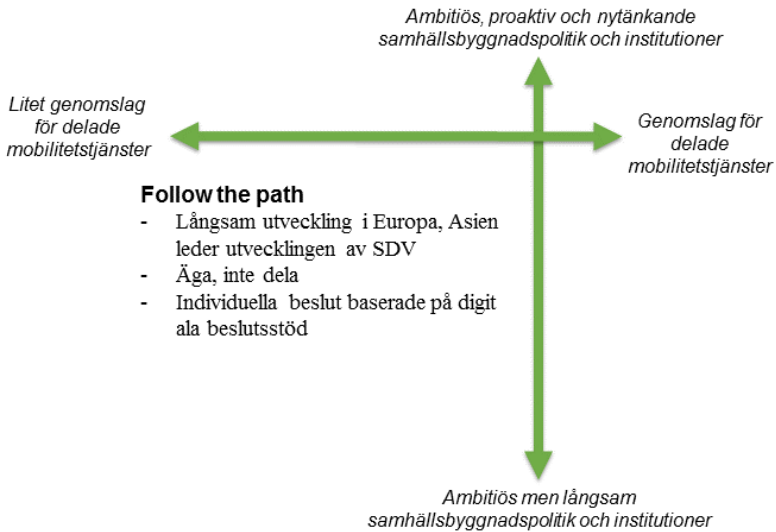 Ambitiös, proaktiv och nytänkande
samhällsbyggnadspolitik och institutioner
Litet genomslag
för delade
mobilitetstjänster
Genomslag för
delade
mobilitetstjänster
Follow the path
- Långsam utveckling i Europa, Asien
leder utvecklingen av SDV
- Äga, inte dela
- Individuella beslut baserade på digit
ala beslutsstöd
Ambitiös men långsam
samhällsbyggnadspolitik och institutioner